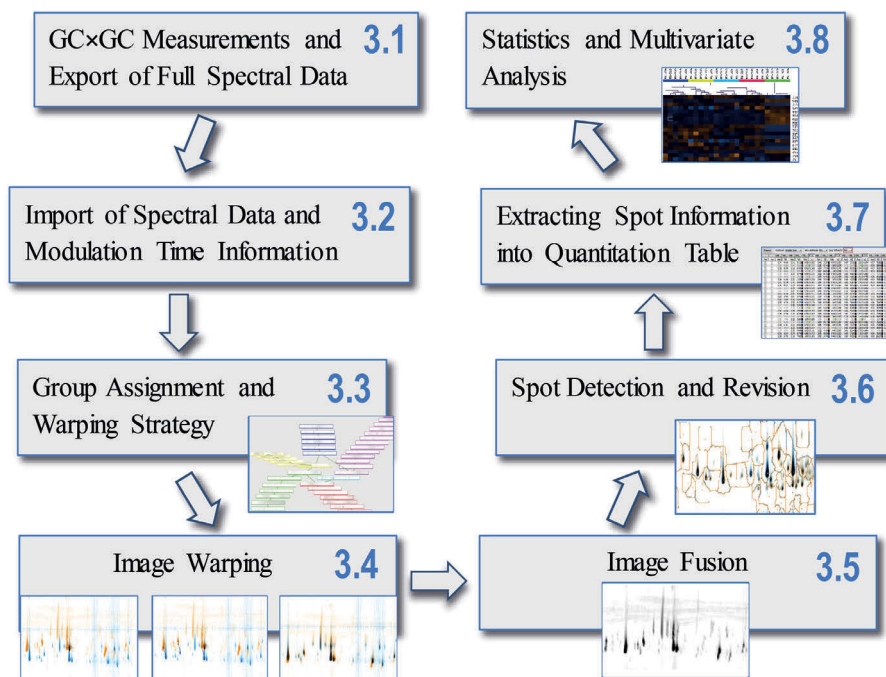 GC×GC Measurements and
Export of Full Spectral Data
3.1
Import of Spectral Data and
Modulation Time Information
3.2
Group Assignment and
Warping Strategy
3.3
Image Warping
3.4
Image Fusion
3.5
Spot Detection and Revision
3.6
Extracting Spot Information
into Quantitation Table
3.7
Statistics and Multivariate
Analysis
3.8